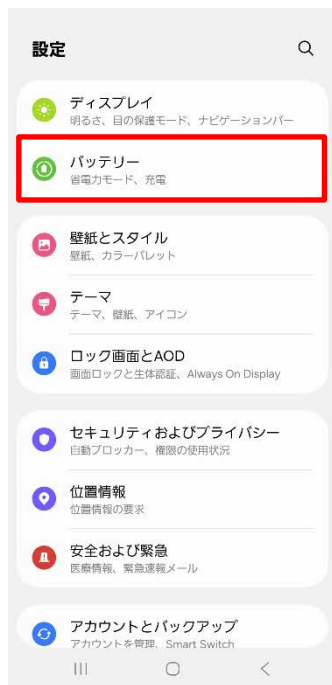 設定
ディスプレイ
明るさ、目の保護モード、ナビゲーションバー
バッテリー
省電力モード、充電
壁紙とスタイル
壁紙、カラーパレット
テーマ
テーマ、壁紙、アイコン
ロック画面とAOD
画面ロックと生体認証、Always On Display
セキュリティおよびプライバシー
自動ブロッカー、権限の使用状況
位置情報
位置情報の要求
安全および緊急
医療情報、緊急速報メール
アカウントとバックアップ
アカウントを管理、Smart Switch